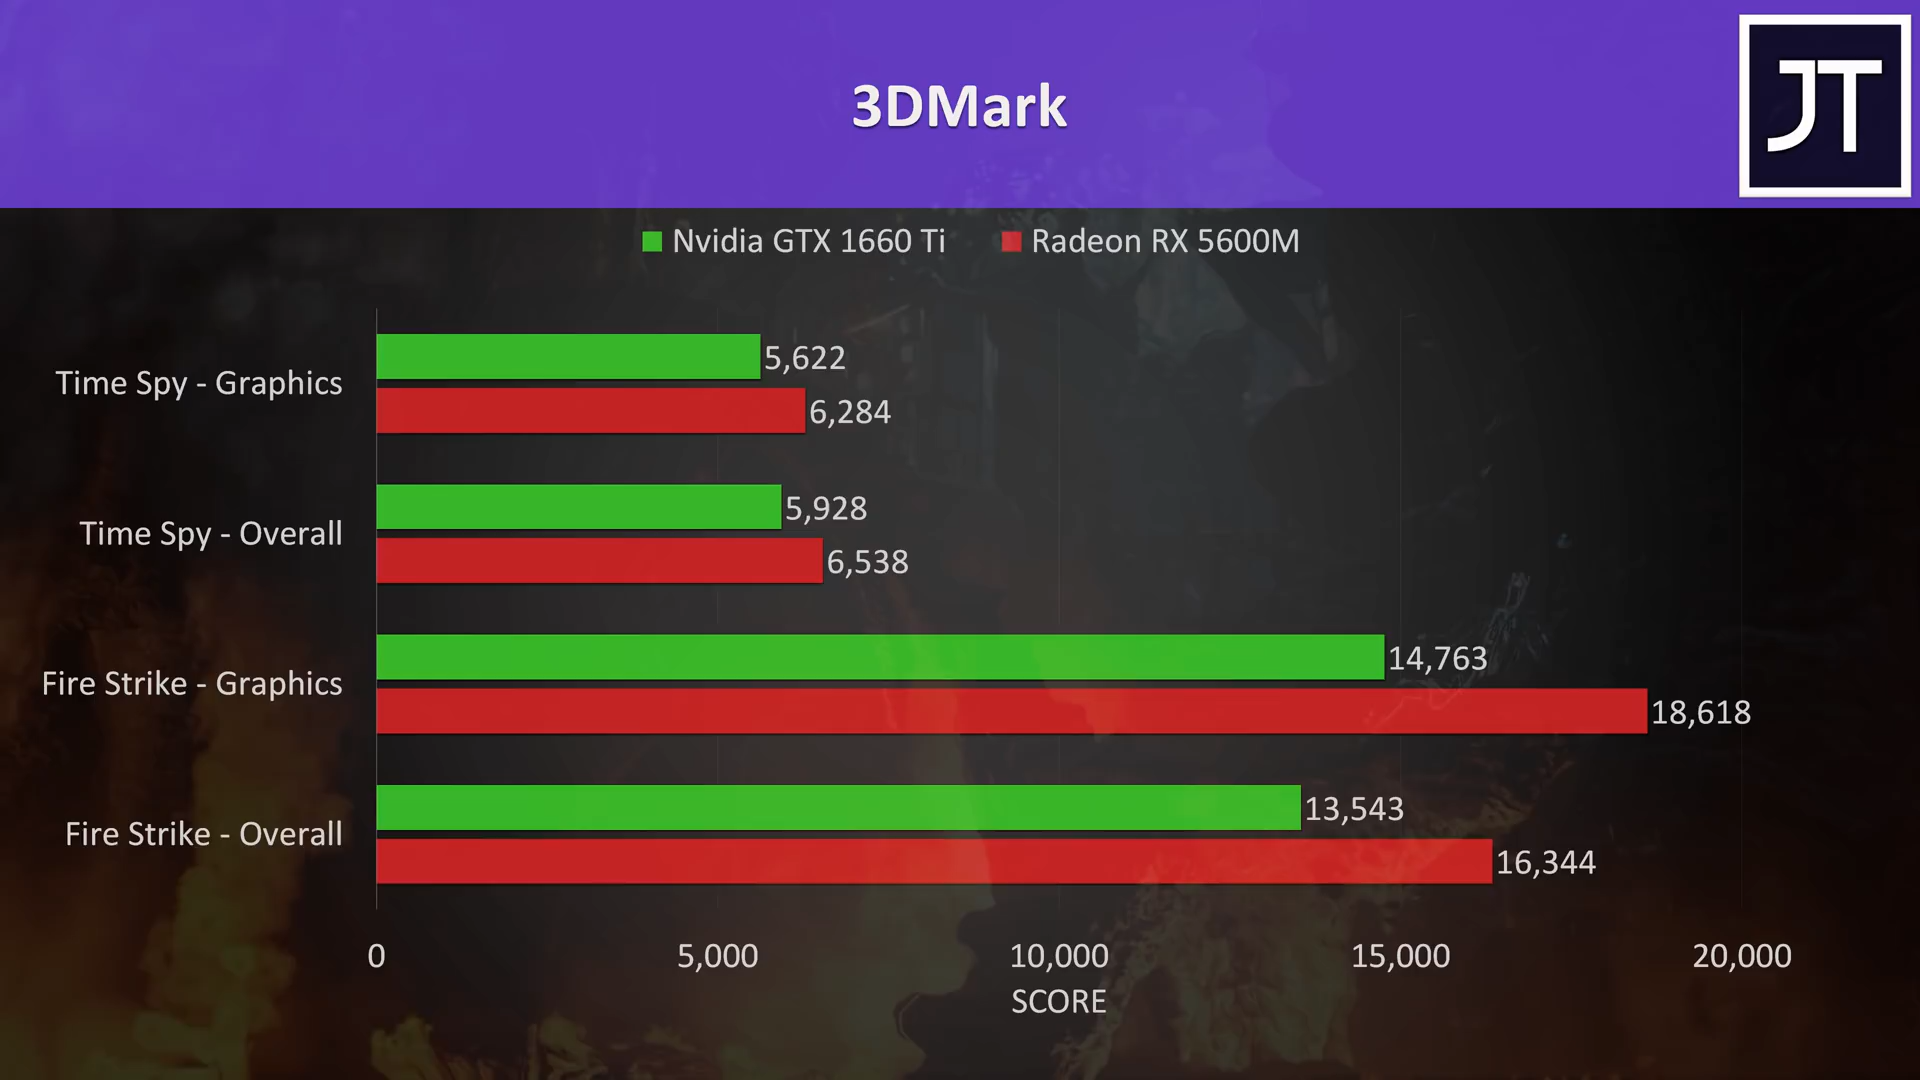 3DMark
JT
Nvidia GTX 1660 Ti
Radeon RX 5600M
Time Spy - Graphics
5,622
6,284
Time Spy - Overall
5,928
6,538
Fire Strike - Graphics
14,763
18,618
Fire Strike - Overall
13,543
16,344
0 5,000 10,000 15,000 20,000
SCORE